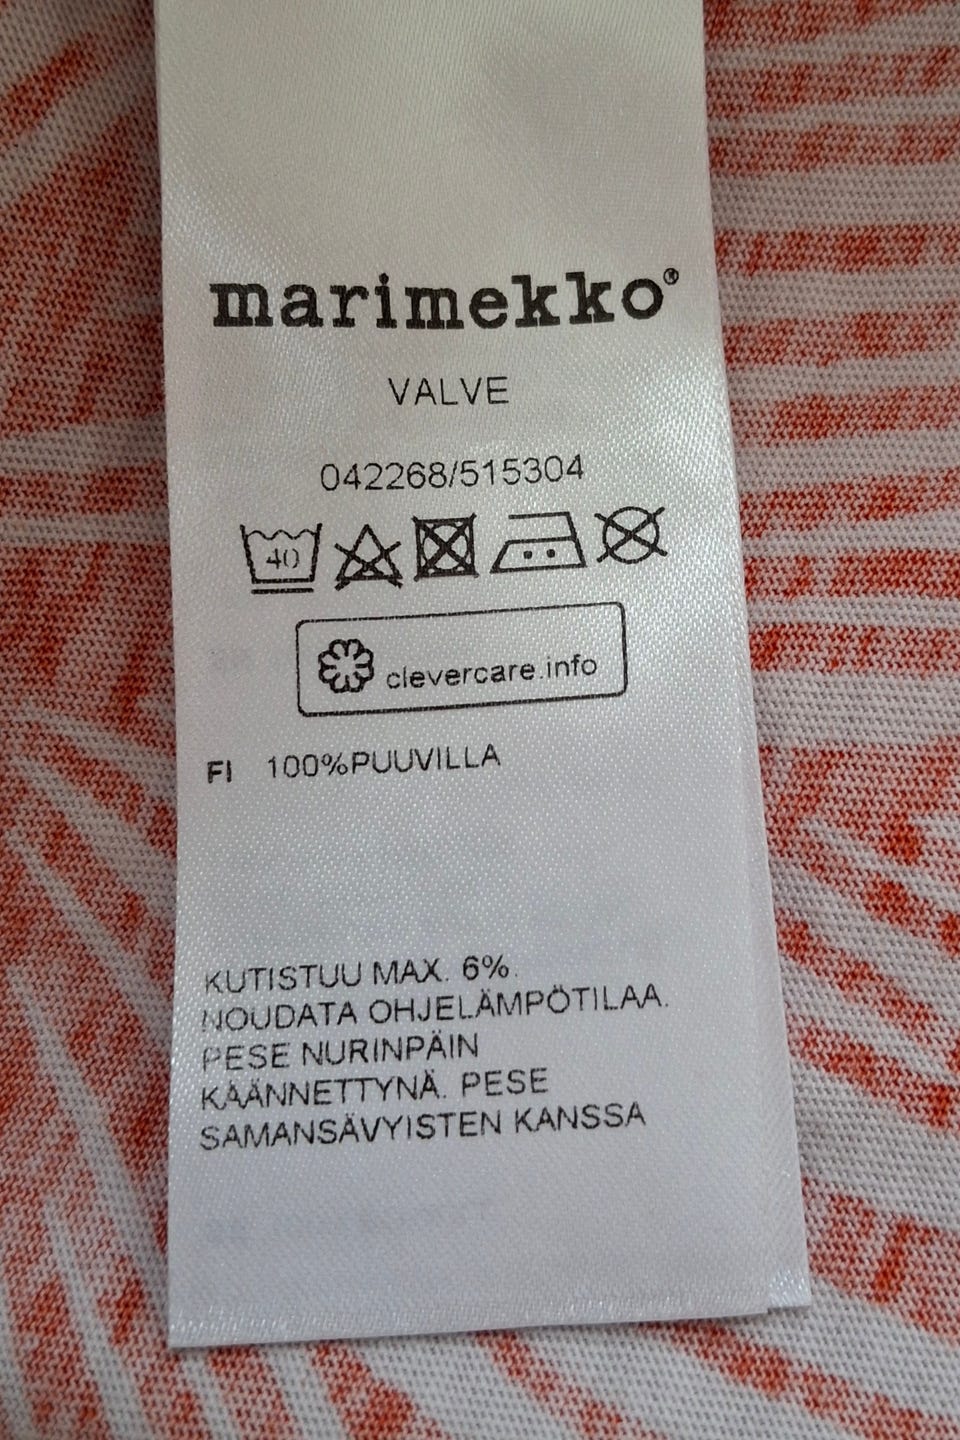 marimekko®
VALVE
042268/515304
40
clevercare.info
FI 100%PUUVILLA
KUTISTUU MAX. 6%.
NOUDATA OHJELÄMPÖTILAA.
PESE NURINPÄIN
KÄÄNNETTYNÄ. PESE
SAMANSÄVYISTEN KANSSA